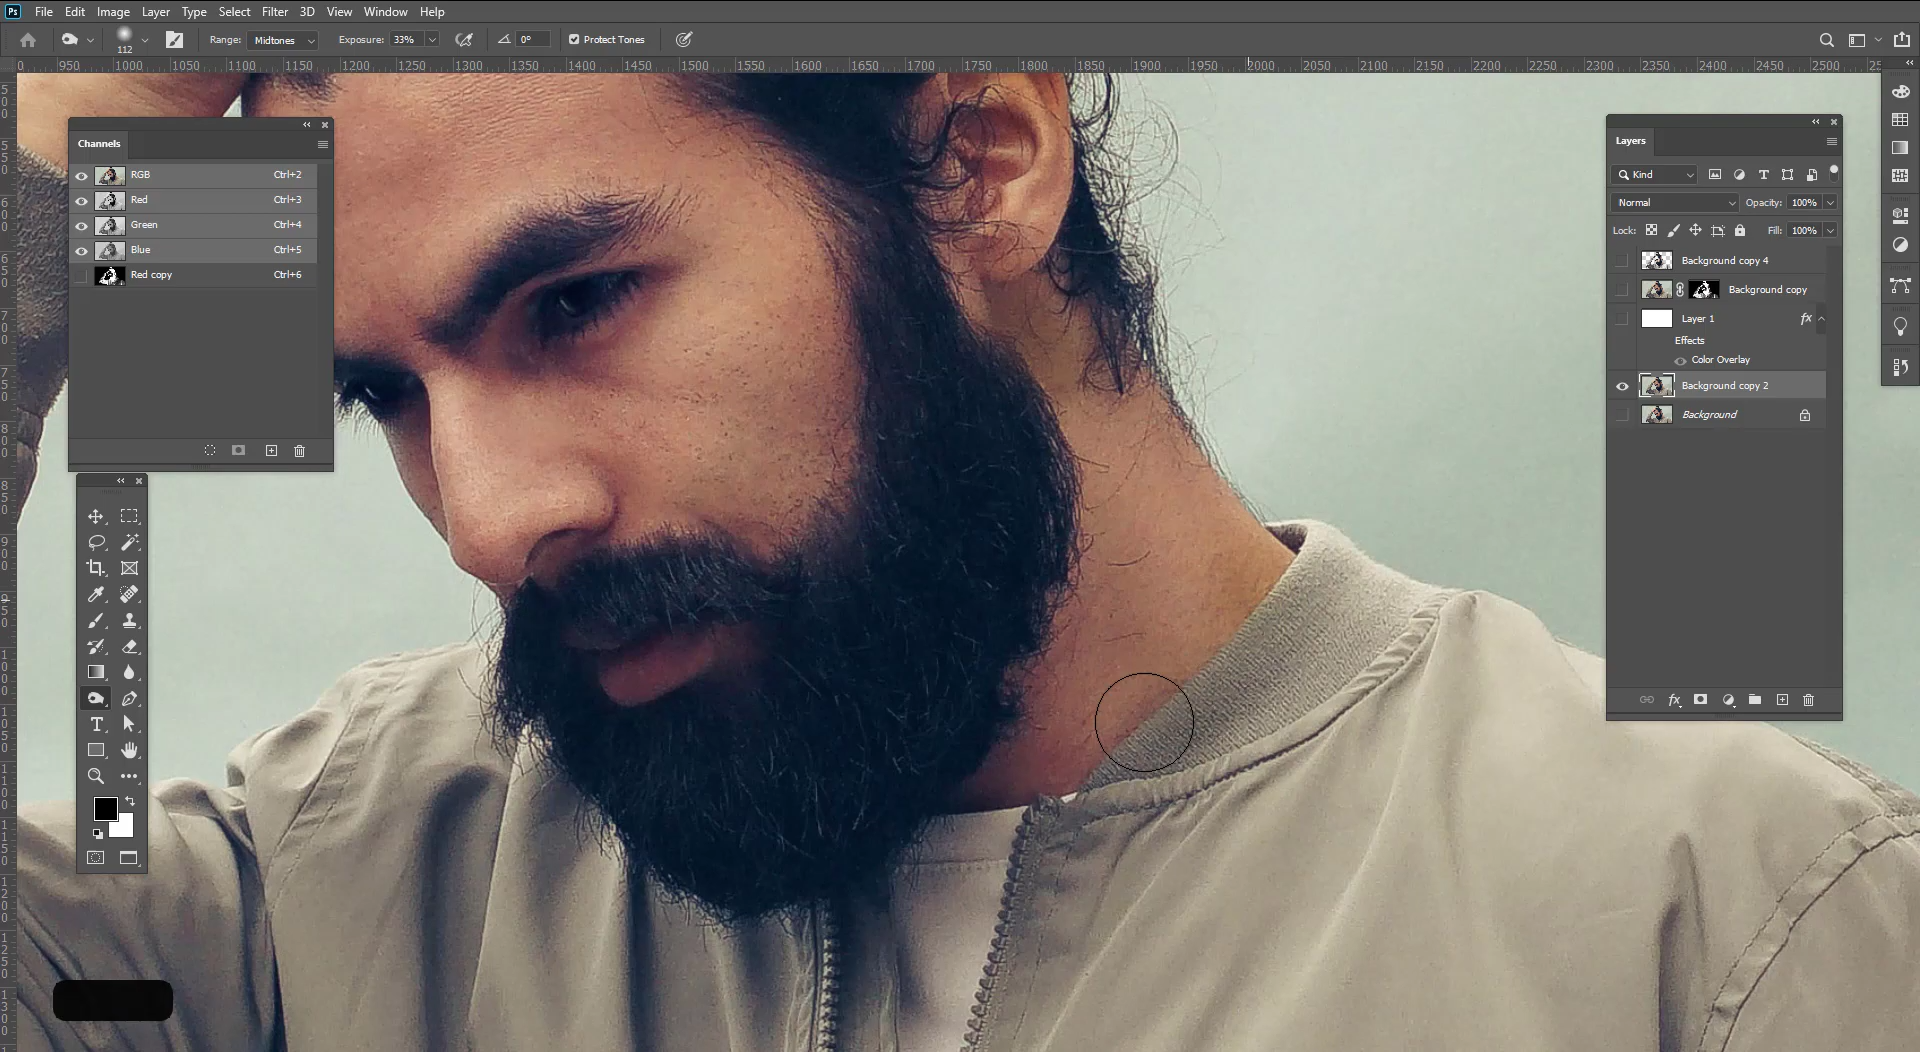 Ps File Edit Image Layer Type Select Filter 3D View Window Help
112 Range: Midtones Exposure: 33% 0° Protect Tones
0 950 1000 1050 1100 1150 1200 1250 1300 1350 1400 1450 1500 1550 1600 1650 1700 1750 1800 1850 1900 1950 2000 2050 2100 2150 2200 2250 2300 2350 2400 2450 2500
Channels
RGB Ctrl+2
Red Ctrl+3
Green Ctrl+4
Blue Ctrl+5
Red copy Ctrl+6
Layers
Kind
Normal Opacity: 100%
Lock: Fill: 100%
Background copy 4
Background copy
Layer 1 fx
Effects
Color Overlay
Background copy 2
Background
fx